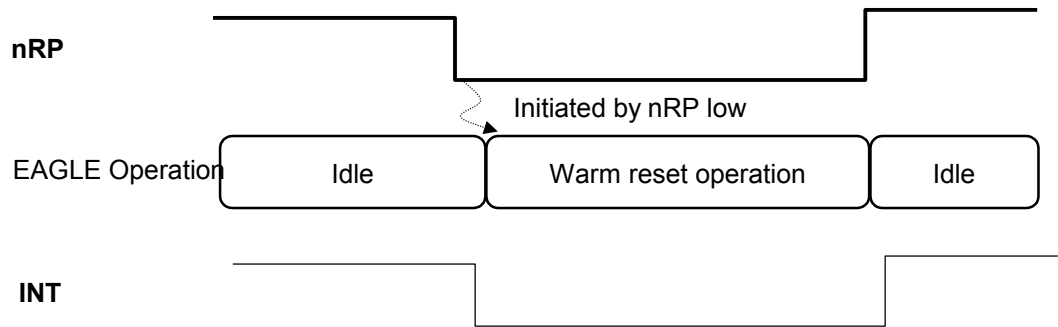 nRP
Initiated by nRP low
EAGLE Operation Idle Warm reset operation Idle
INT